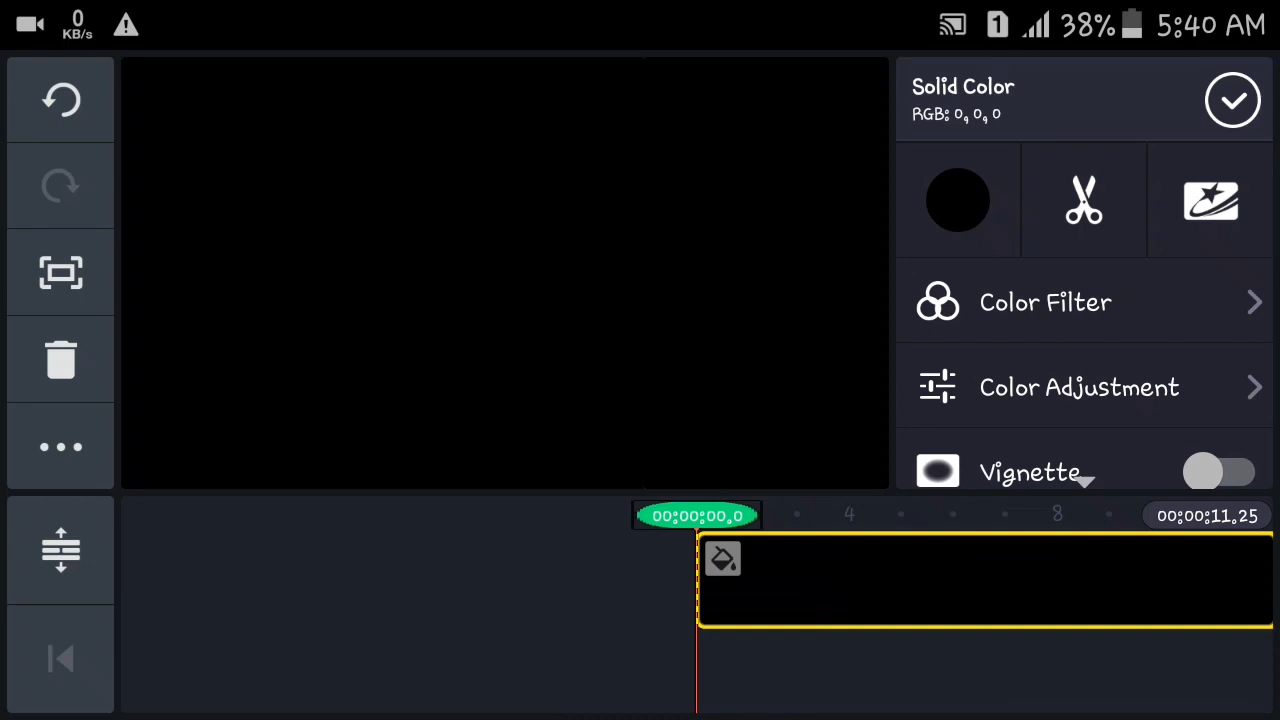 0
KB/s
1
38%
5:40 AM
Solid Color
RGB: 0, 0, 0
Color Filter
Color Adjustment
Vignette
00:00:00.0
4
8
00:00:11.25